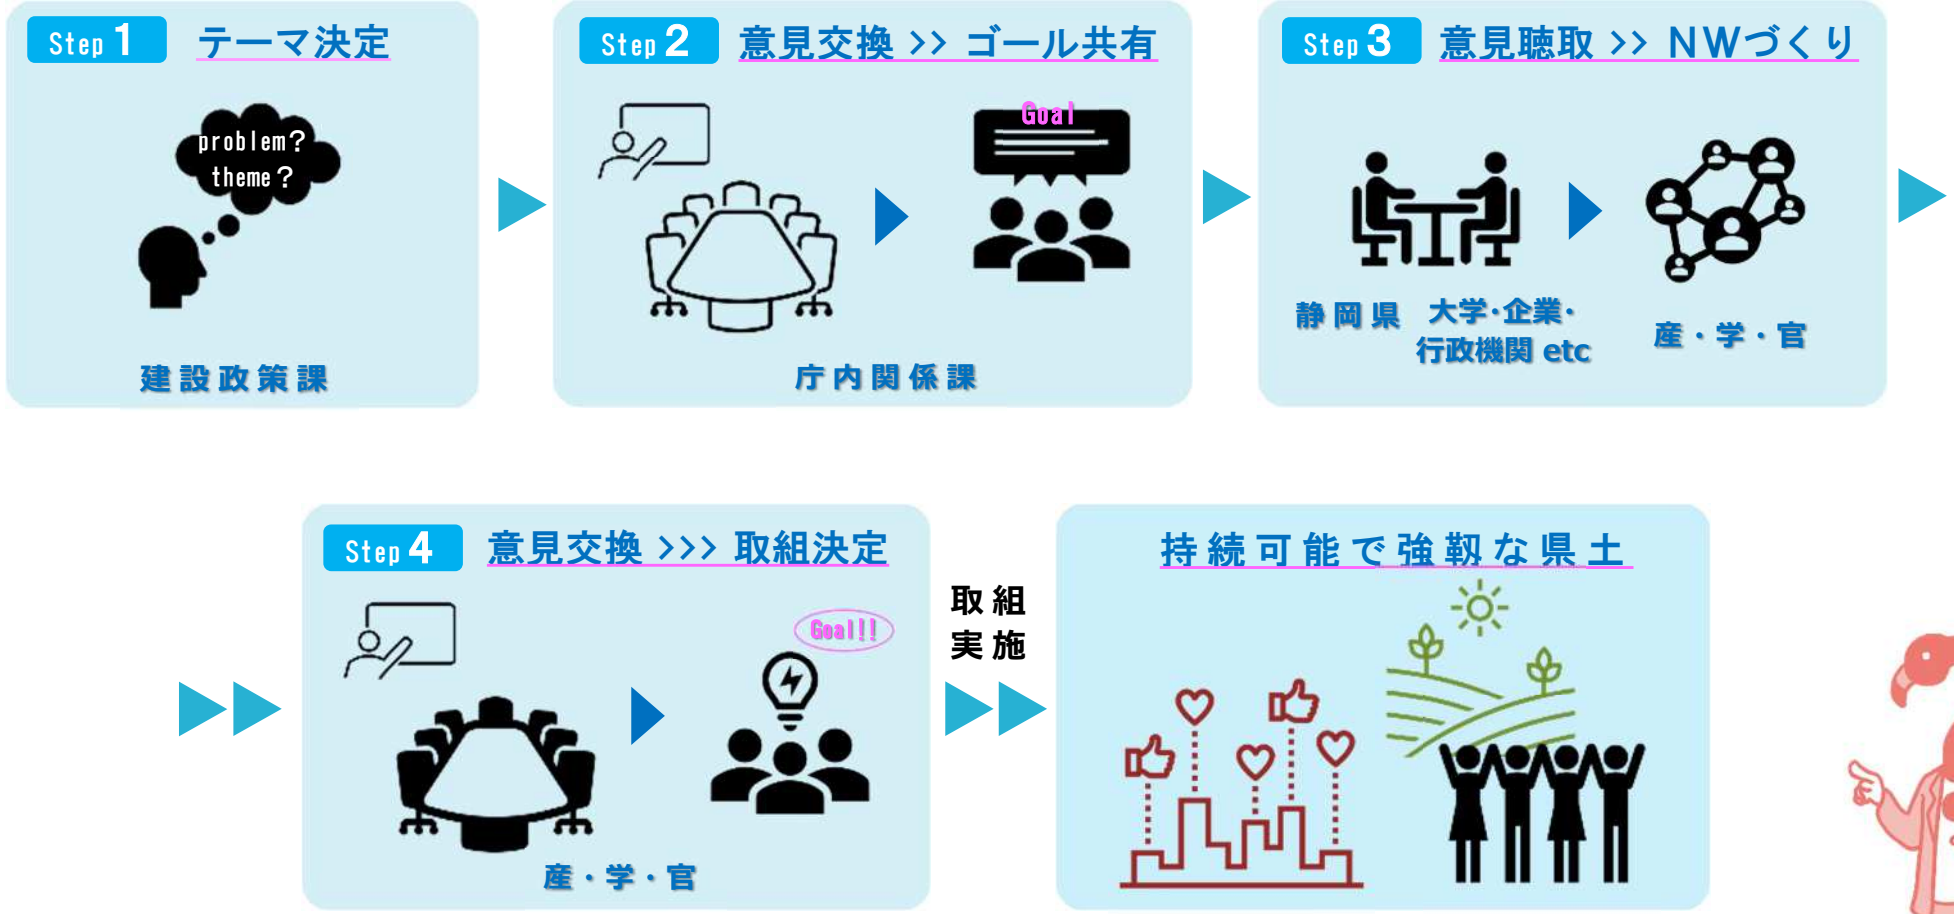 Step 1 テーマ決定
problem?
theme?
建設政策課
Step 2 意見交換 >> ゴール共有
Goal
庁内関係課
Step 3 意見聴取 >> NWづくり
静岡県
大学・企業・
行政機関 etc
産・学・官
Step 4 意見交換 >>> 取組決定
Goal!!
産・学・官
取組
実施
持続可能で強靭な県土